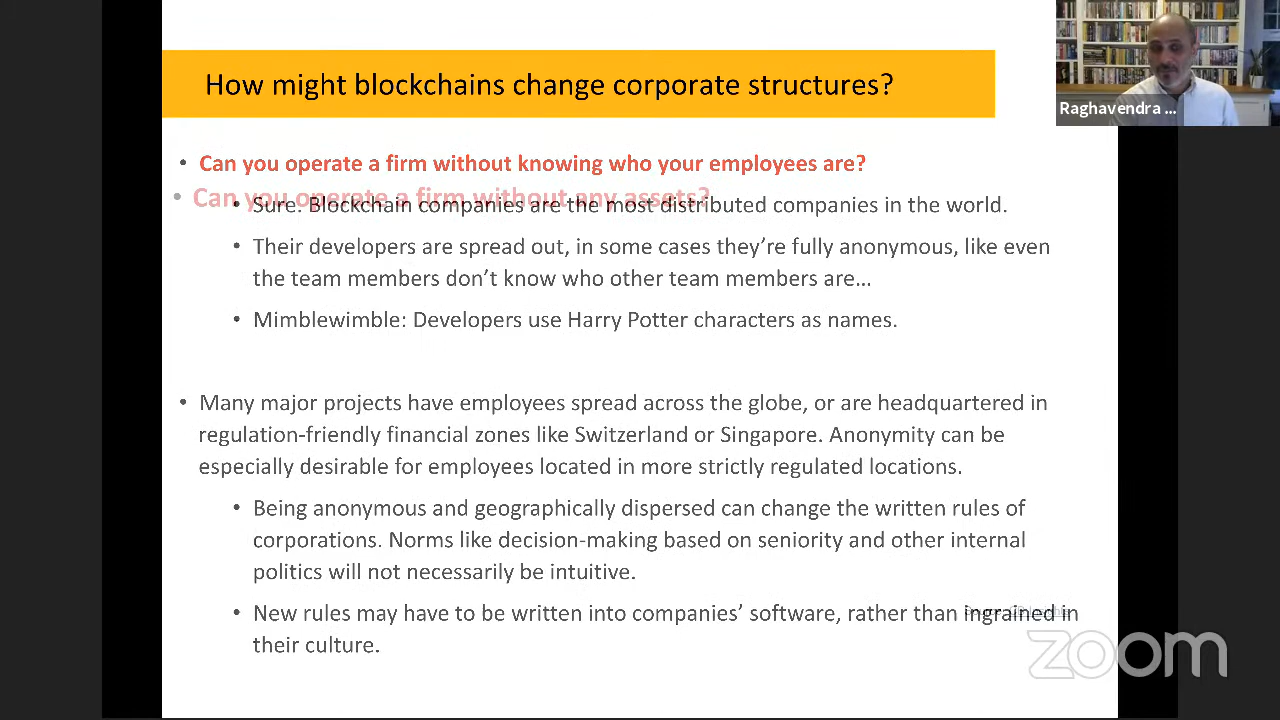 How might blockchains change corporate structures?
Raghavendra ...
• Can you operate a firm without knowing who your employees are?
• Can you operate a firm without any assets?
• Sure. Blockchain companies are the most distributed companies in the world.
• Their developers are spread out, in some cases they’re fully anonymous, like even
the team members don’t know who other team members are…
• Mimblewimble: Developers use Harry Potter characters as names.
• Many major projects have employees spread across the globe, or are headquartered in
regulation-friendly financial zones like Switzerland or Singapore. Anonymity can be
especially desirable for employees located in more strictly regulated locations.
• Being anonymous and geographically dispersed can change the written rules of
corporations. Norms like decision-making based on seniority and other internal
politics will not necessarily be intuitive.
• New rules may have to be written into companies’ software, rather than ingrained in
their culture.
zoom